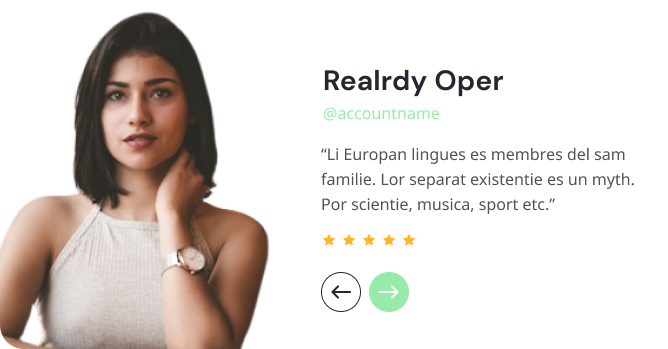 Realrdy Oper
@accountname
“Li Europan lingues es membres del sam
familie. Lor separat existentie es un myth.
Por scientie, musica, sport etc.”